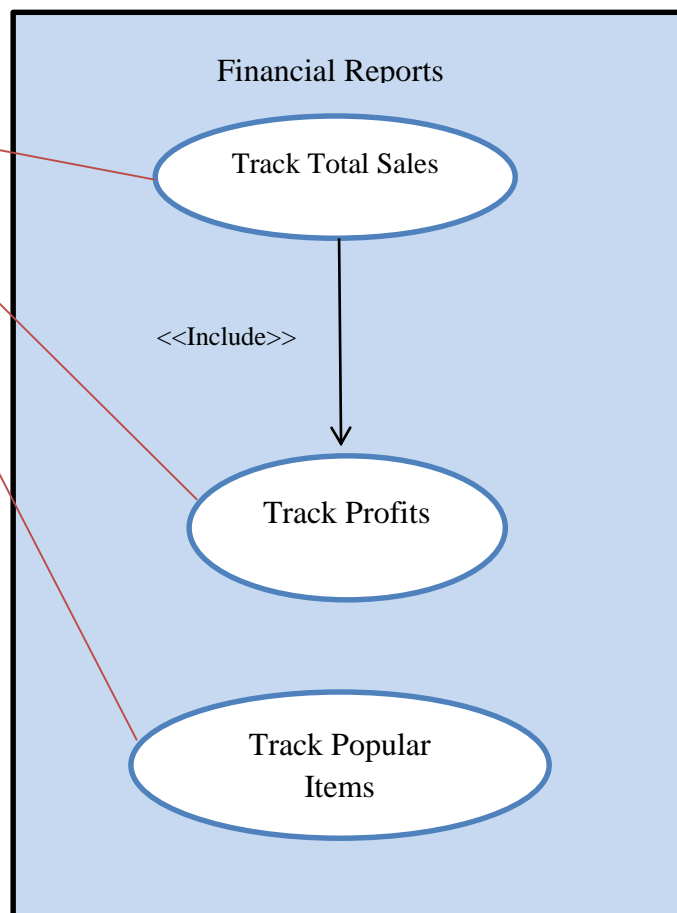 Financial Reports
Track Total Sales
<<Include>>
Track Profits
Track Popular
Items